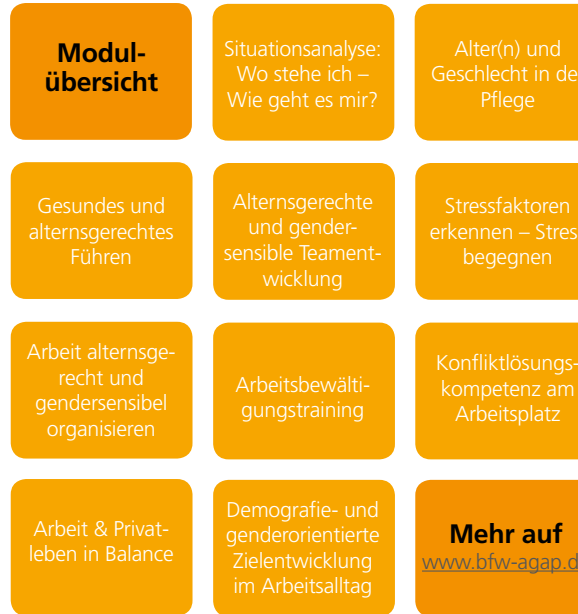 Modul-
übersicht
Situationsanalyse:
Wo stehe ich –
Wie geht es mir?
Alter(n) und
Geschlecht in de
Pflege
Gesundes und
alternsgerechtes
Führen
Alternsgerechte
und gender-
sensible Teament-
wicklung
Stressfaktoren
erkennen – Stres
begegnen
Arbeit alternsge-
recht und
gendersensibel
organisieren
Arbeitsbewälti-
gungstraining
Konfliktlösungs-
kompetenz am
Arbeitsplatz
Arbeit & Privat-
leben in Balance
Demografie- und
genderorientierte
Zielentwicklung
im Arbeitsalltag
Mehr auf
www.bfw-agap.d